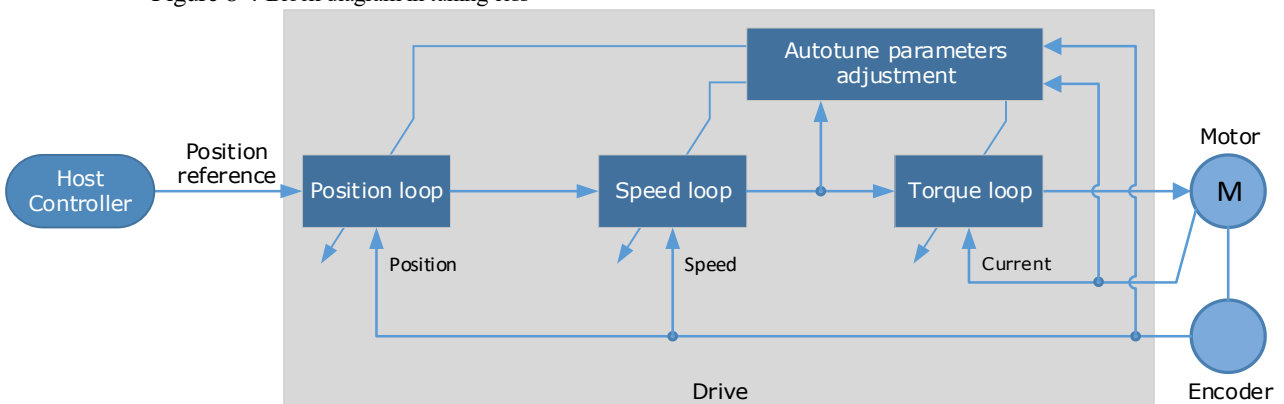 Autotune parameters
adjustment
Motor
Position
reference
Host
Controller
Position loop
Speed loop
Torque loop
M
Position
Speed
Current
Drive
Encoder